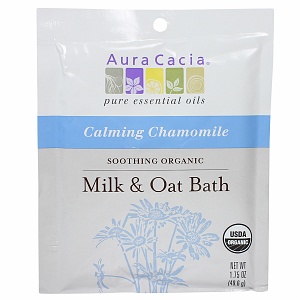 Aura Cacia®
pure essential oils
Calming Chamomile
SOOTHING ORGANIC
Milk & Oat Bath
USDA
ORGANIC
NET WT
1.75 OZ
(49.6 g)